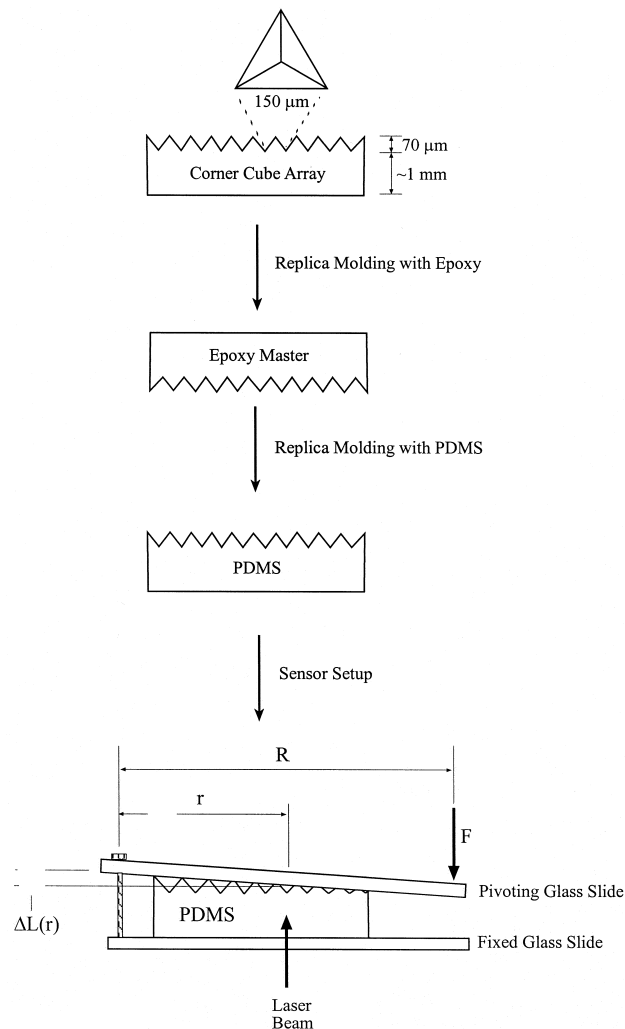 150 μm
70 μm
Corner Cube Array
~1 mm
Replica Molding with Epoxy
Epoxy Master
Replica Molding with PDMS
PDMS
Sensor Setup
R
r
F
Pivoting Glass Slide
ΔL(r)
PDMS
Fixed Glass Slide
Laser
Beam